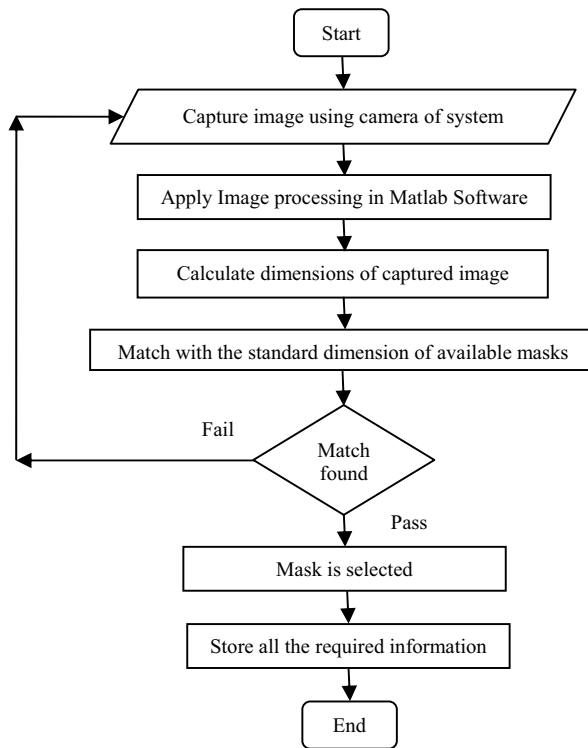 Start
Capture image using camera of system
Apply Image processing in Matlab Software
Calculate dimensions of captured image
Match with the standard dimension of available masks
Fail
Match
found
Pass
Mask is selected
Store all the required information
End